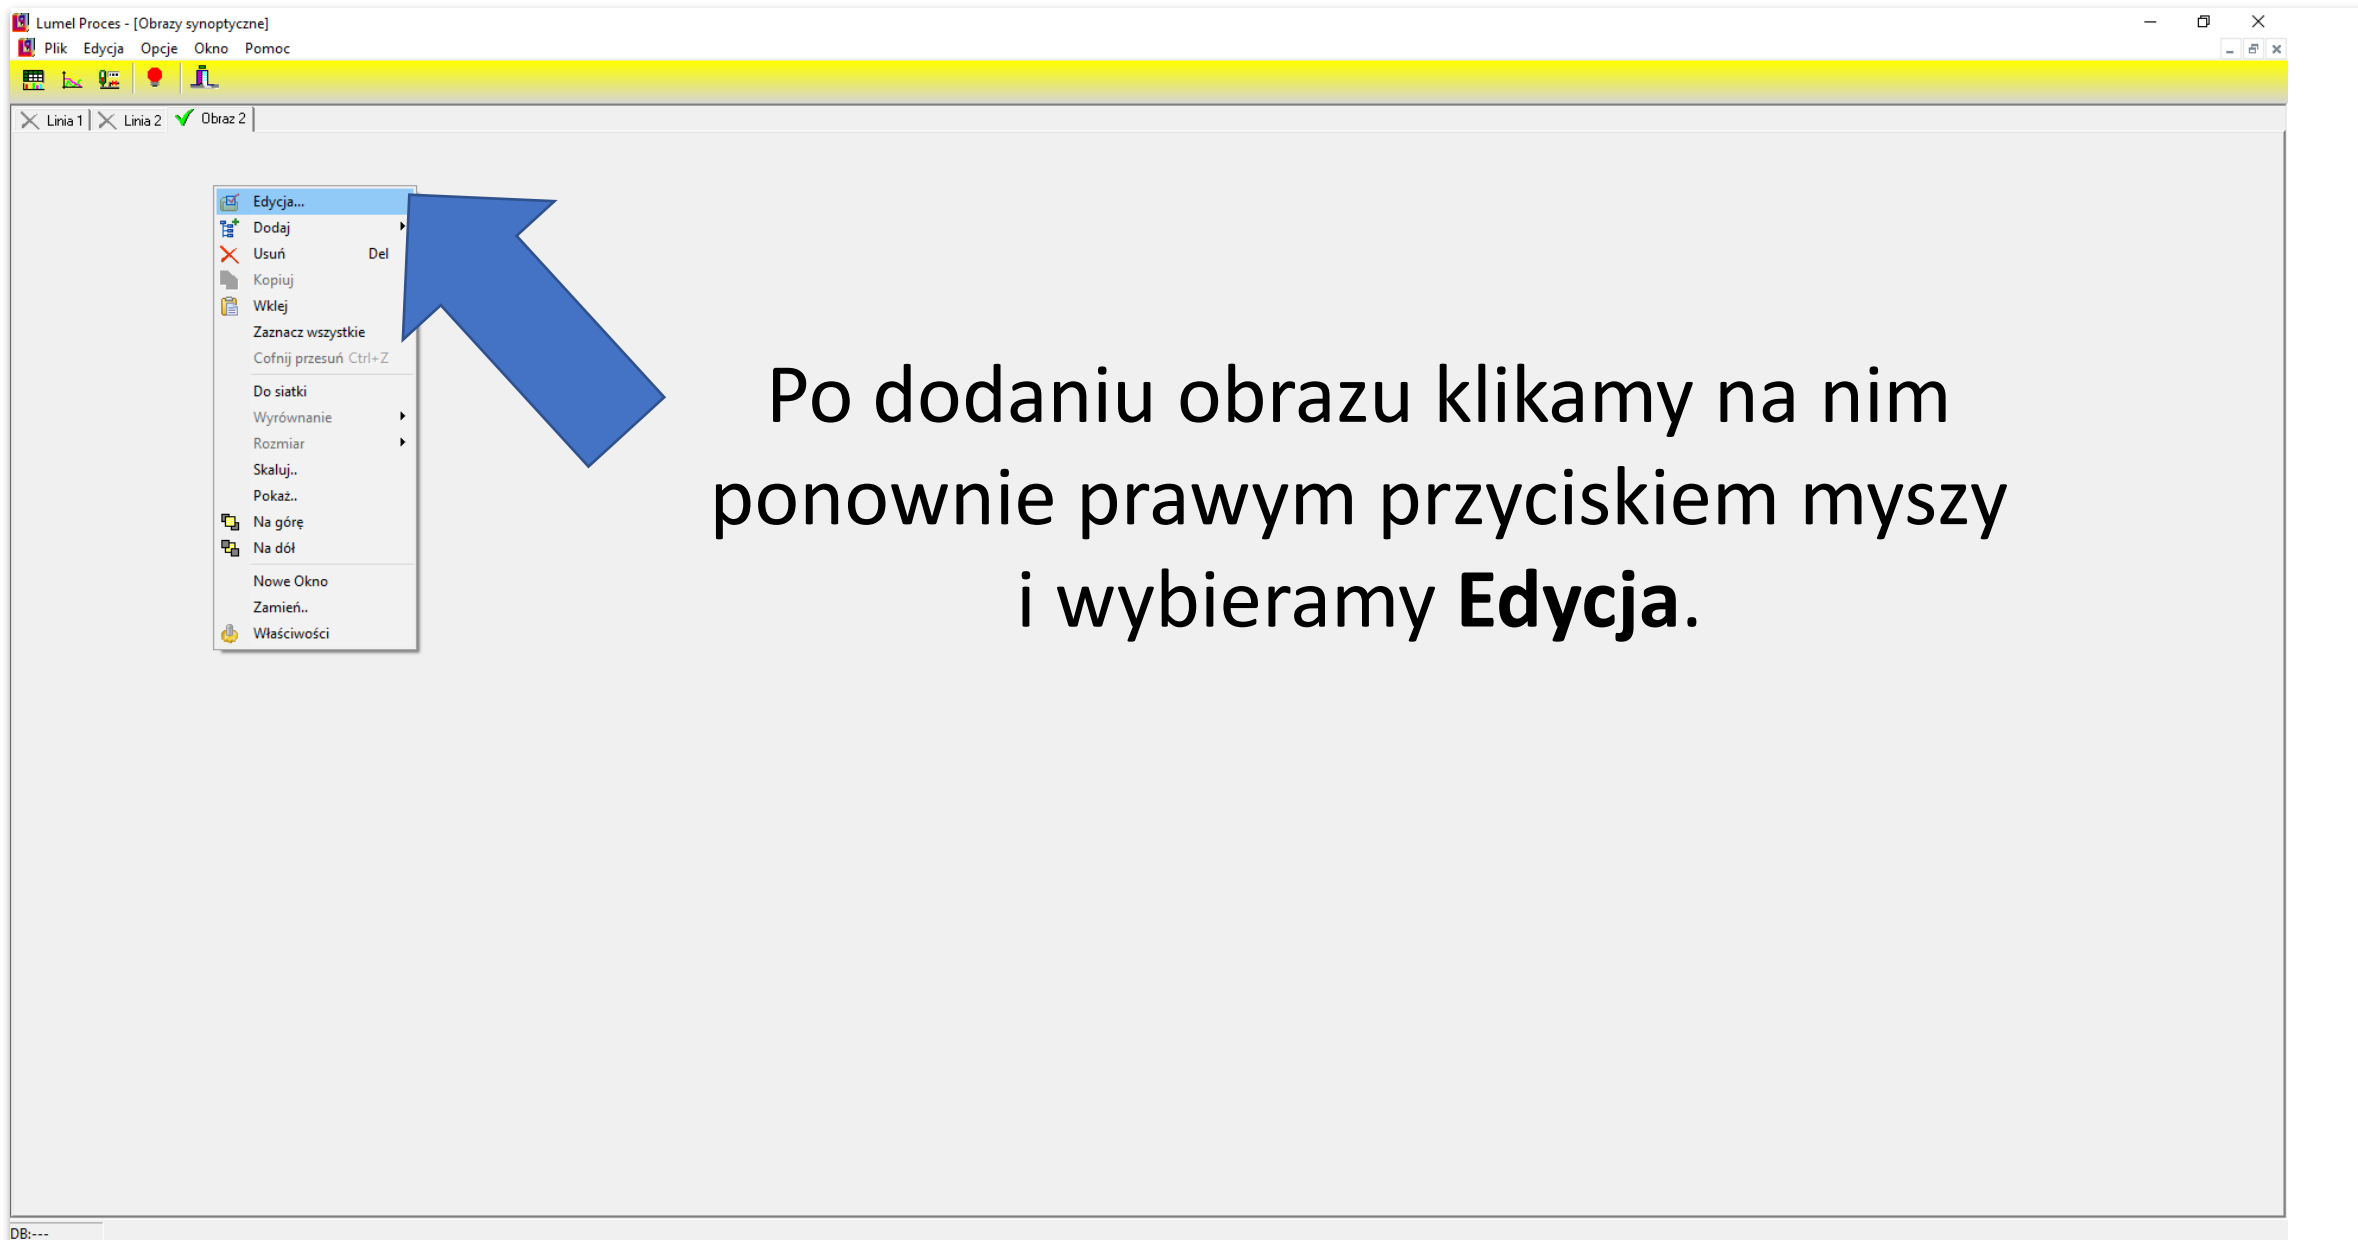 Lumel Proces - [Obrazy synoptyczne]
Plik Edycja Opcje Okno Pomoc
Linia 1 Linia 2 Obraz 2
Edycja...
Dodaj
Usuń Del
Kopiuj
Wklej
Zaznacz wszystkie
Cofnij przesuń Ctrl+Z
Do siatki
Wyrównanie
Rozmiar
Skaluj..
Pokaż..
Na górę
Na dół
Nowe Okno
Zamień..
Właściwości
Po dodaniu obrazu klikamy na nim
ponownie prawym przyciskiem myszy
i wybieramy Edycja.
DB:---